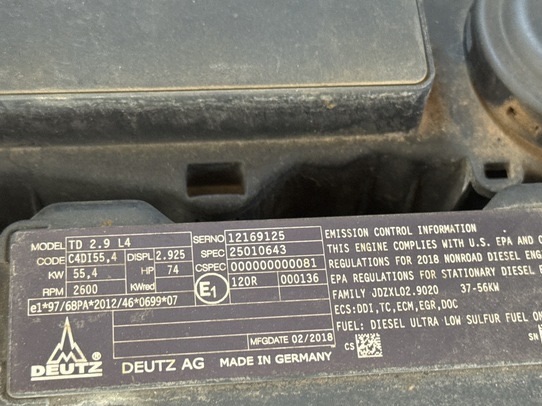 MODEL TD 2.9 L4
CODE C4DI55,4 DISPL 2.925
KW 55,4 HP 74
RPM 2600 KWred
e1*97/68PA*2012/46*0699*07
SERNO 12169125
SPEC 25010643
CSPEC 000000000081
E1 120R 000136
MFGDATE 02/2018
DEUTZ
DEUTZ AG MADE IN GERMANY
EMISSION CONTROL INFORMATION
THIS ENGINE COMPLIES WITH U.S. EPA AND
REGULATIONS FOR 2018 NONROAD DIESEL
EPA REGULATIONS FOR STATIONARY DIESEL
FAMILY JDZXL02.9020 37-56KW
ECS:DDI,TC,ECM,EGR,DOC
FUEL: DIESEL ULTRA LOW SULFUR FUEL
CS SN